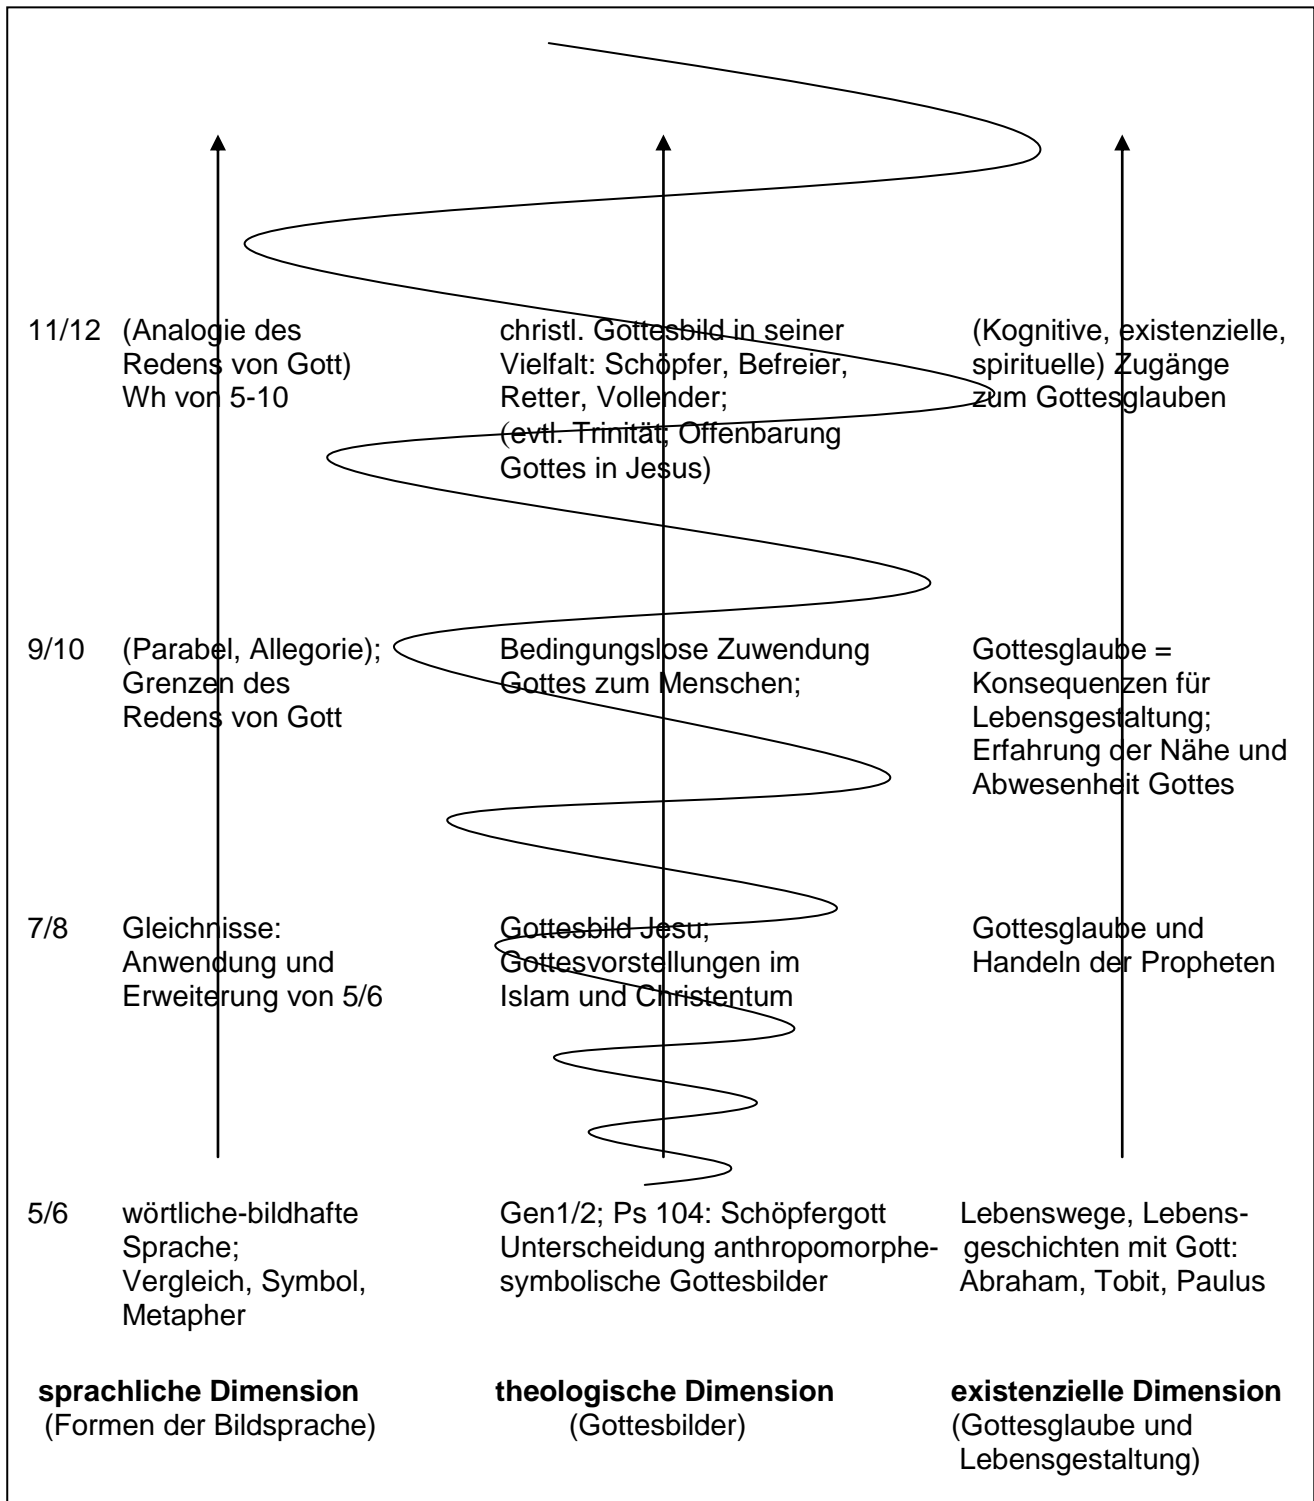 11/12 (Analogie des
Redens von Gott)
Wh von 5-10
christl. Gottesbild in seiner
Vielfalt: Schöpfer, Befreier,
Retter, Vollender;
(evtl. Trinität; Offenbarung
Gottes in Jesus)
(Kognitive, existenzielle,
spirituelle) Zugänge
zum Gottesglauben
9/10 (Parabel, Allegorie);
Grenzen des
Redens von Gott
Bedingungslose Zuwendung
Gottes zum Menschen;
Gottesglaube =
Konsequenzen für
Lebensgestaltung;
Erfahrung der Nähe und
Abwesenheit Gottes
7/8 Gleichnisse:
Anwendung und
Erweiterung von 5/6
Gottesbild Jesu;
Gottesvorstellungen im
Islam und Christentum
Gottesglaube und
Handeln der Propheten
5/6 wörtliche-bildhafte
Sprache;
Vergleich, Symbol,
Metapher
Gen1/2; Ps 104: Schöpfergott
Unterscheidung anthropomorphe-
symbolische Gottesbilder
Lebenswege, Lebens-
geschichten mit Gott:
Abraham, Tobit, Paulus
sprachliche Dimension
(Formen der Bildsprache)
theologische Dimension
(Gottesbilder)
existenzielle Dimension
(Gottesglaube und
Lebensgestaltung)